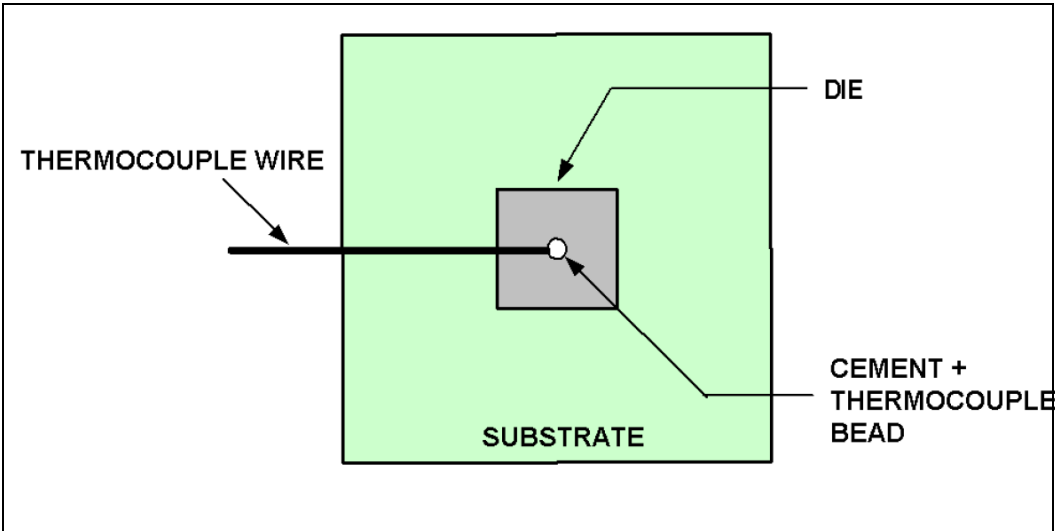 DIE
THERMOCOUPLE WIRE
CEMENT +
THERMOCOUPLE
BEAD
SUBSTRATE